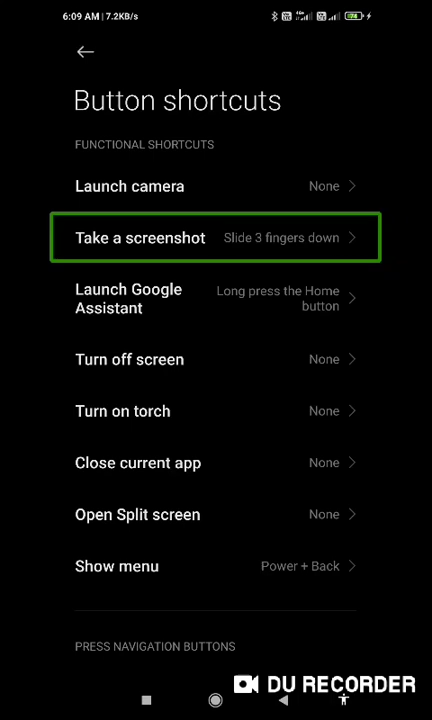 6:09 AM | 7.2KB/s
Button shortcuts
FUNCTIONAL SHORTCUTS
Launch camera None
Take a screenshot Slide 3 fingers down
Launch Google Assistant Long press the Home button
Turn off screen None
Turn on torch None
Close current app None
Open Split screen None
Show menu Power + Back
PRESS NAVIGATION BUTTONS
DU RECORDER